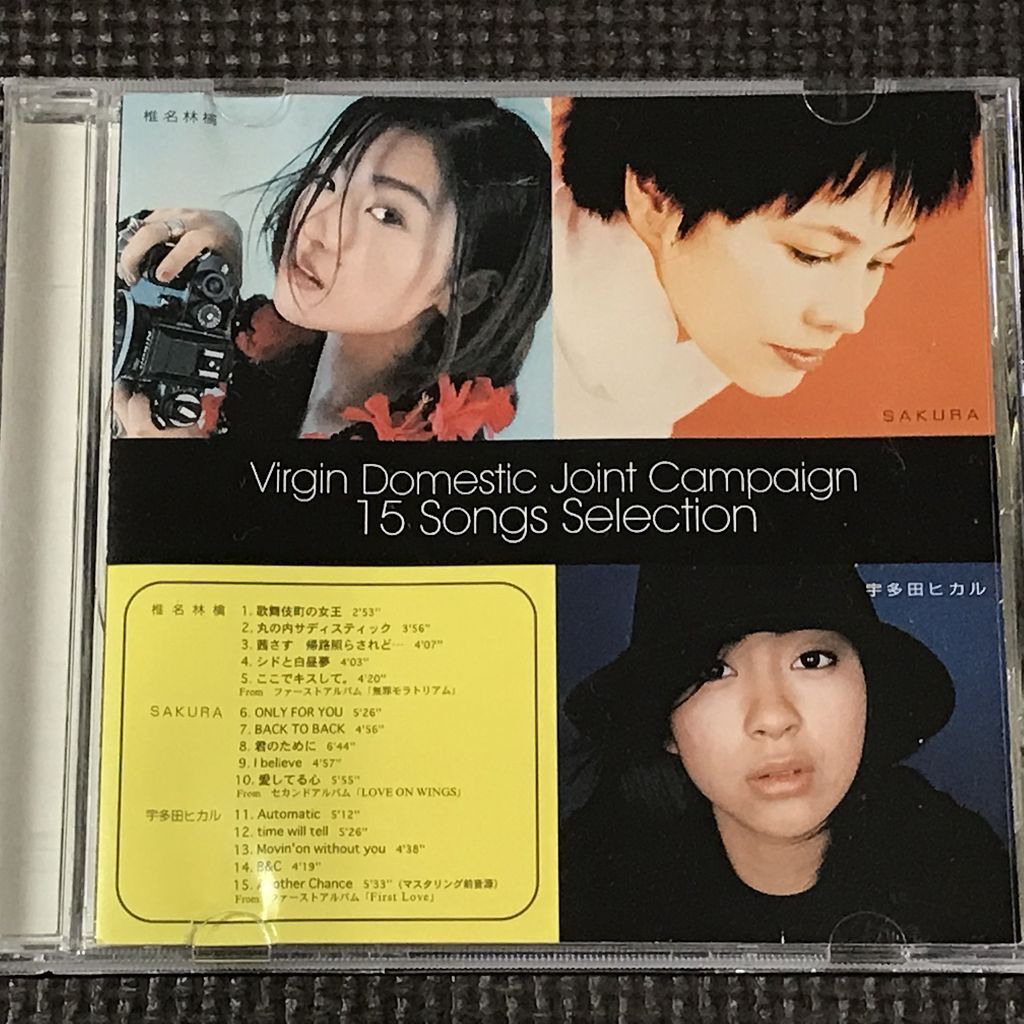 椎名林檎
SAKURA
Virgin Domestic Joint Campaign
15 Songs Selection
宇多田ヒカル
椎名林檎 1. 歌舞伎町の女王 2'53"
2. 丸の内サディスティック 3'56"
3. 茜さす 帰路照らされど… 4'07"
4. シドと白昼夢 4'03"
5. ここでキスして。 4'20"
From ファーストアルバム「無罪モラトリアム」
SAKURA 6. ONLY FOR YOU 5'26"
7. BACK TO BACK 4'56"
8. 君のために 6'44"
9. I believe 4'57"
10. 愛してる心 5'55"
From セカンドアルバム「LOVE ON WINGS」
宇多田ヒカル 11. Automatic 5'12"
12. time will tell 5'26"
13. Movin'on without you 4'38"
14. B&C 4'19"
15. Another Chance 5'33" (マスタリング前音源)
From ファーストアルバム「First Love」